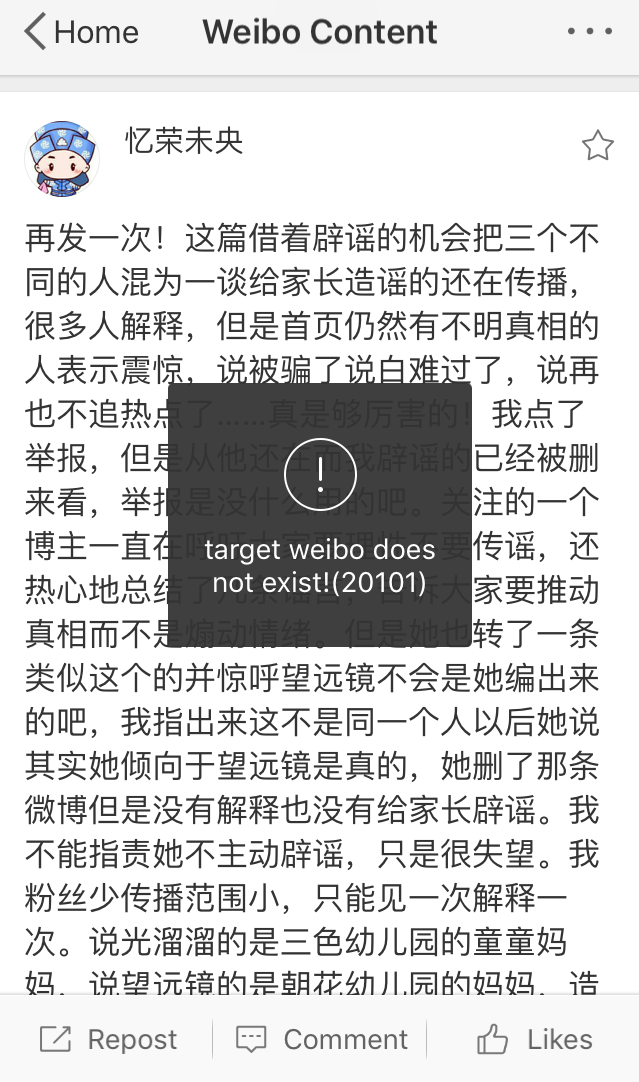 Home
Weibo Content
忆荣未央
再发一次！这篇借着辟谣的机会把三个不
同的人混为一谈给家长造谣的还在传播，
很多人解释，但是首页仍然有不明真相的
人表示震惊，说被骗了说白难过了，说再
也不追热点了……真是够厉害的！我点了
举报，但是从他还在而我辟谣的已经被删
来看，举报是没什么用的吧。关注的一个
博主一直在呼吁大家要理性不要传谣，还
热心地总结了几条谣言，告诉大家要推动
真相而不是煽动情绪。但是她也转了一条
类似这个的并惊呼望远镜不会是她编出来
的吧，我指出来这不是同一个人以后她说
其实她倾向于望远镜是真的，她删了那条
微博但是没有解释也没有给家长辟谣。我
不能指责她不主动辟谣，只是很失望。我
粉丝少传播范围小，只能见一次解释一
次。说光溜溜的是三色幼儿园的童童妈
妈，说望远镜的是朝花幼儿园的妈妈，造
target weibo does
not exist!(20101)
Repost
Comment
Likes